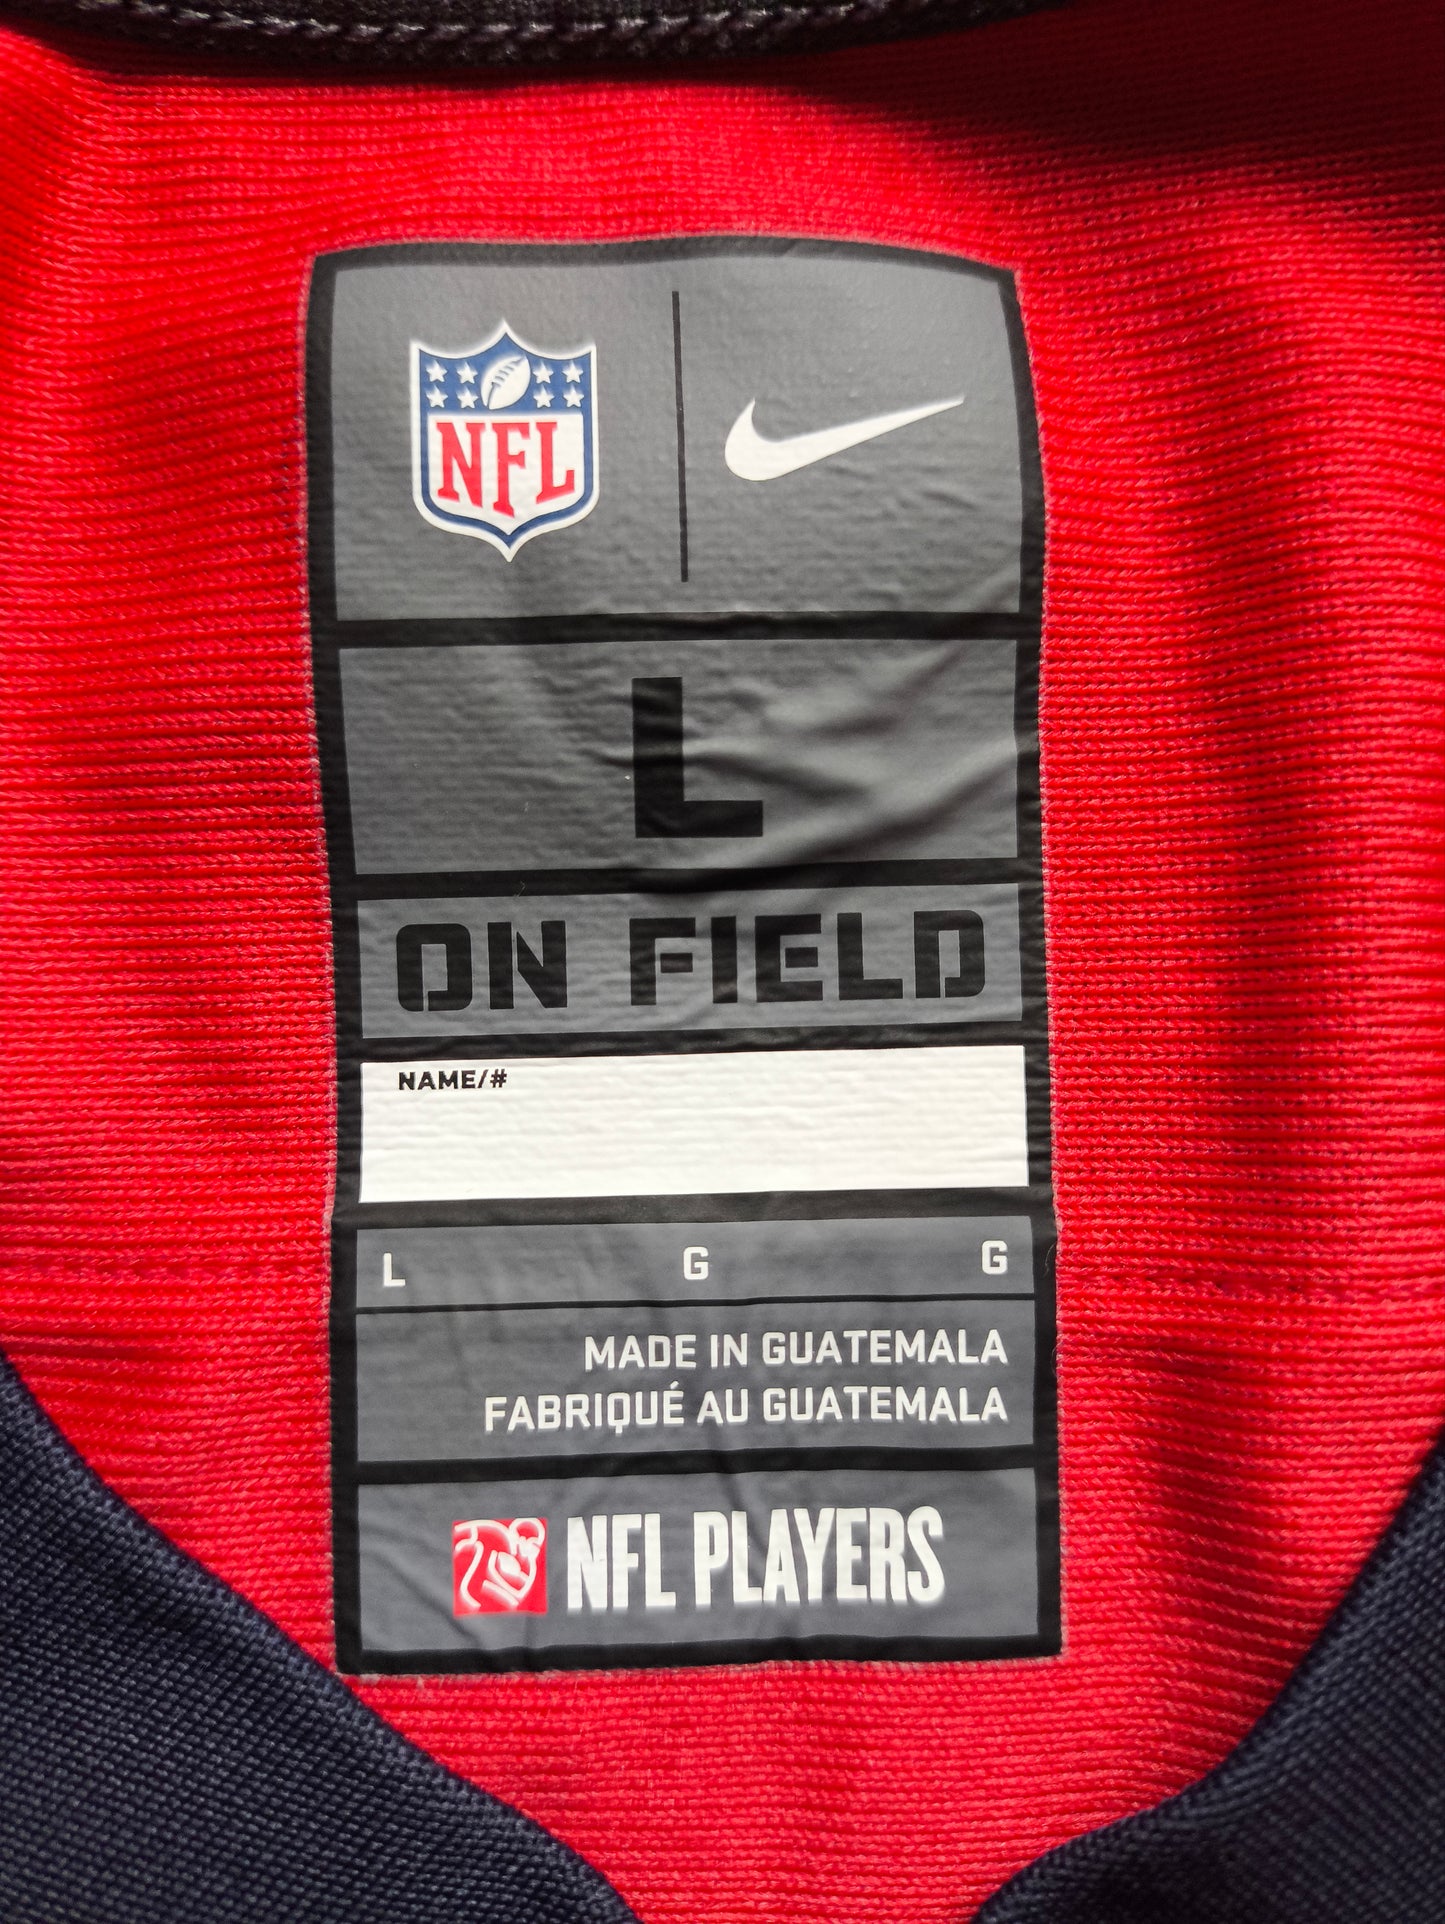 NFL
L
ON FIELD
NAME/#
L G G
MADE IN GUATEMALA
FABRIQUÉ AU GUATEMALA
NFL PLAYERS